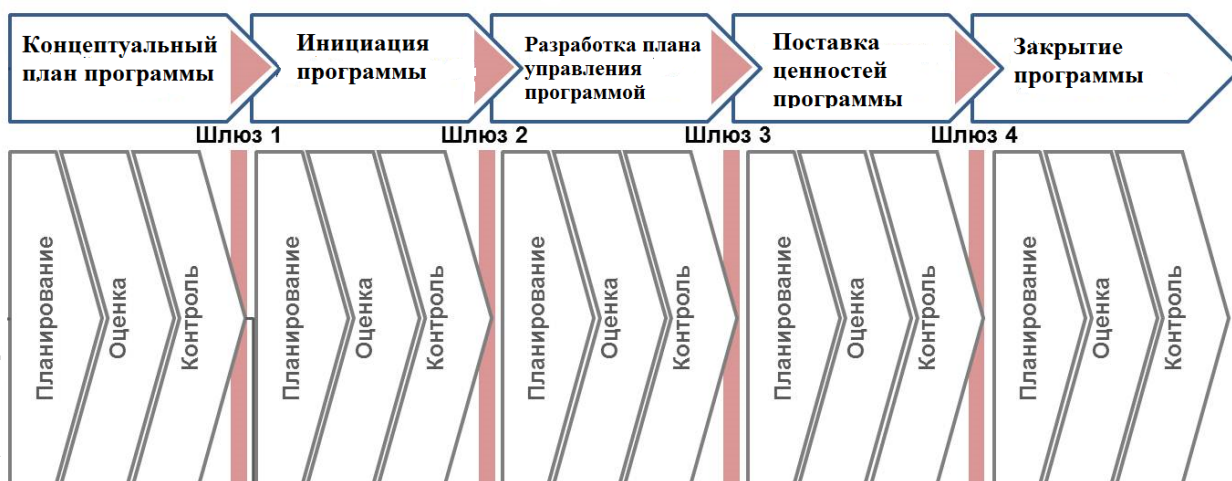 Концептуальный
план программы
Инициация
программы
Разработка плана
управления
программой
Поставка
ценностей
программы
Закрытие
программы
Шлюз 1
Шлюз 2
Шлюз 3
Шлюз 4
Планирование
Оценка
Контроль
Планирование
Оценка
Контроль
Планирование
Оценка
Контроль
Планирование
Оценка
Контроль
Планирование
Оценка
Контроль